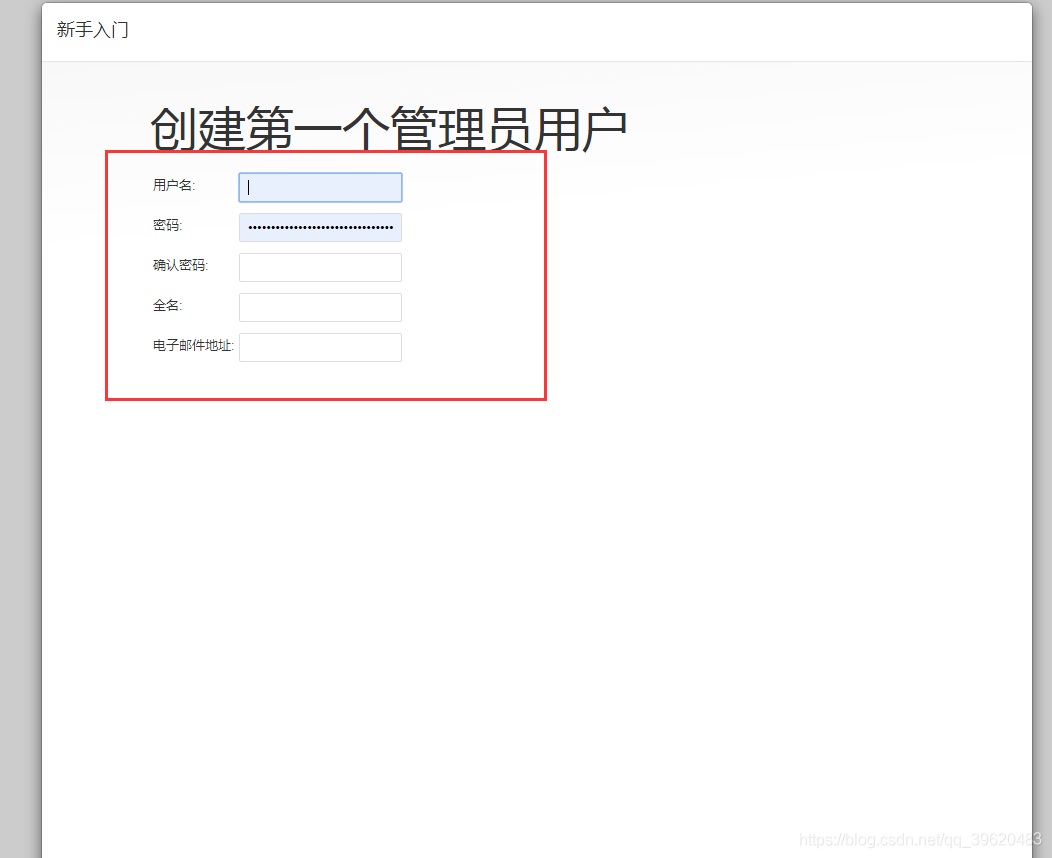 新手入门
创建第一个管理员用户
用户名:
密码:
确认密码:
全名:
电子邮件地址:
https://blog.csdn.net/qq_39620483